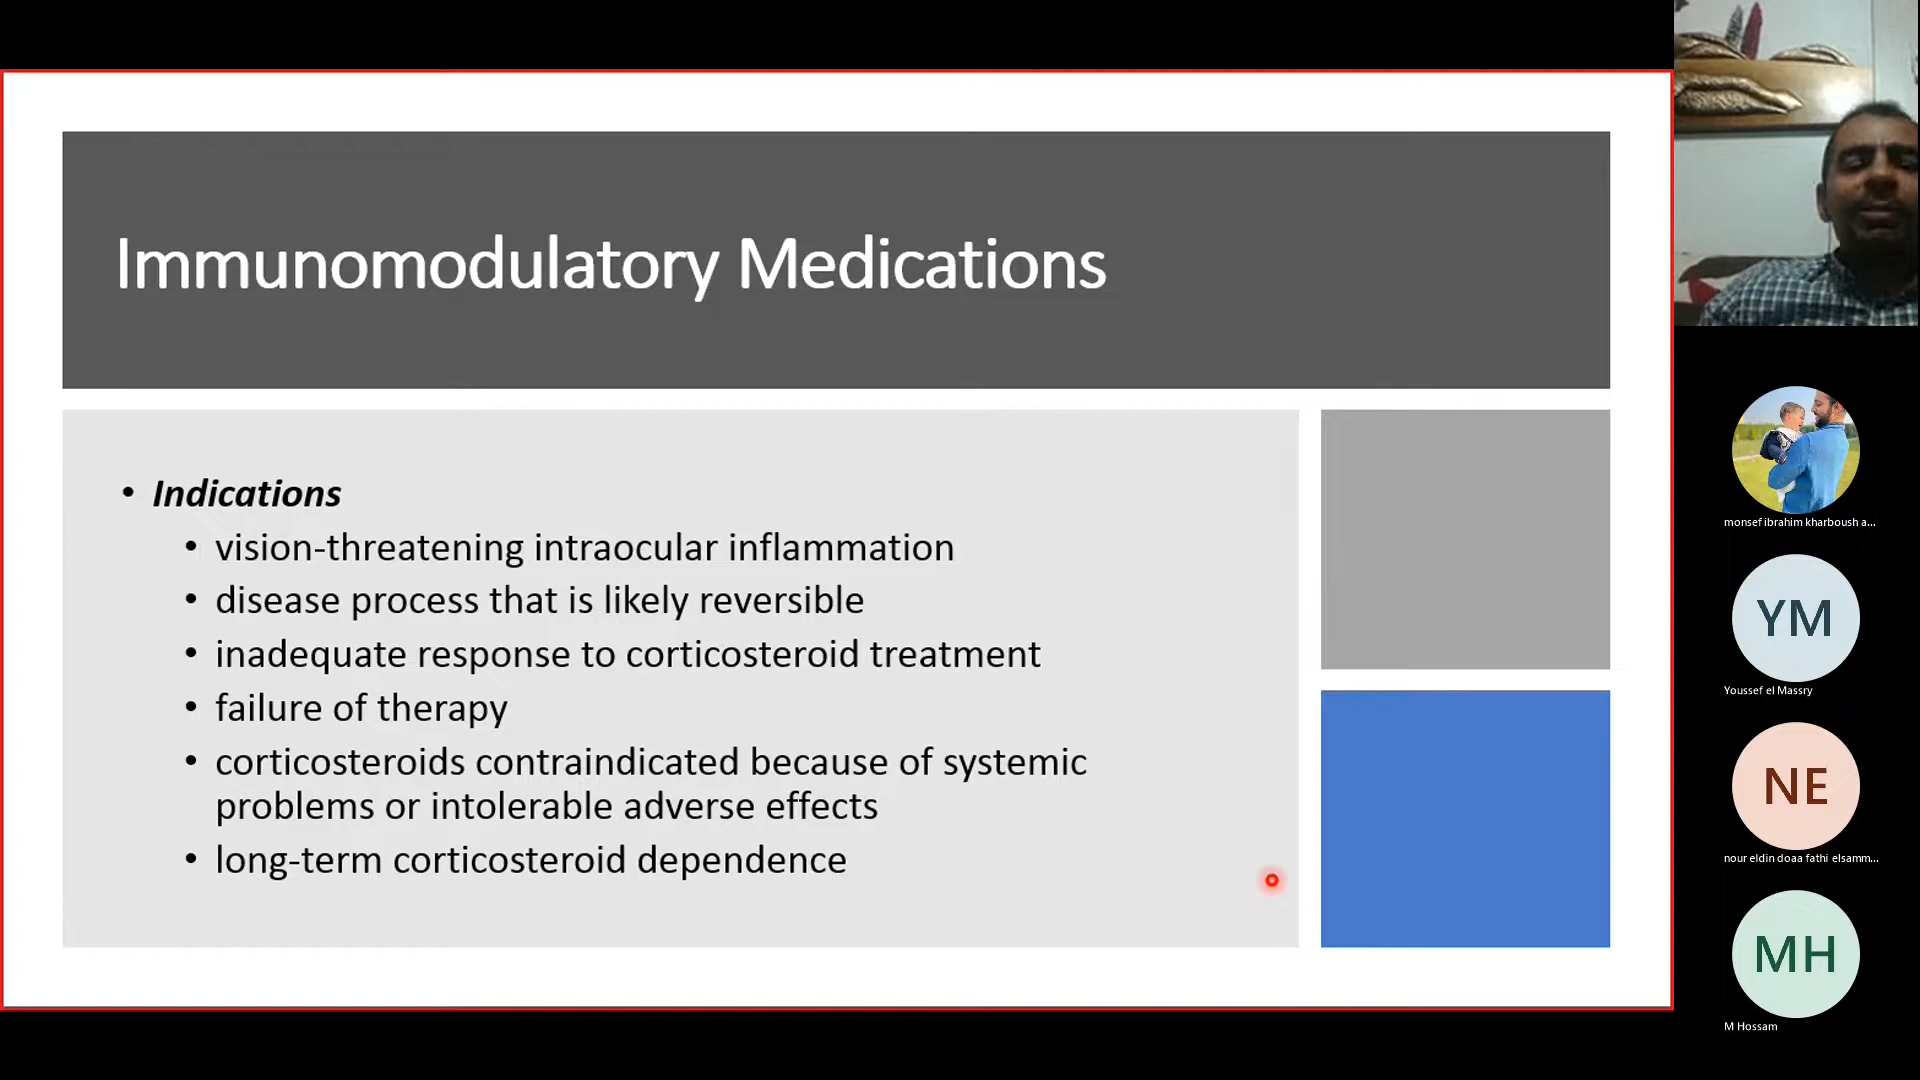 Immunomodulatory Medications
• Indications
• vision-threatening intraocular inflammation
• disease process that is likely reversible
• inadequate response to corticosteroid treatment
• failure of therapy
• corticosteroids contraindicated because of systemic
problems or intolerable adverse effects
• long-term corticosteroid dependence
monsef ibrahim kharboush a...
YM
Youssef el Massry
NE
nour eldin doaa fathi elsamm...
MH
M Hossam